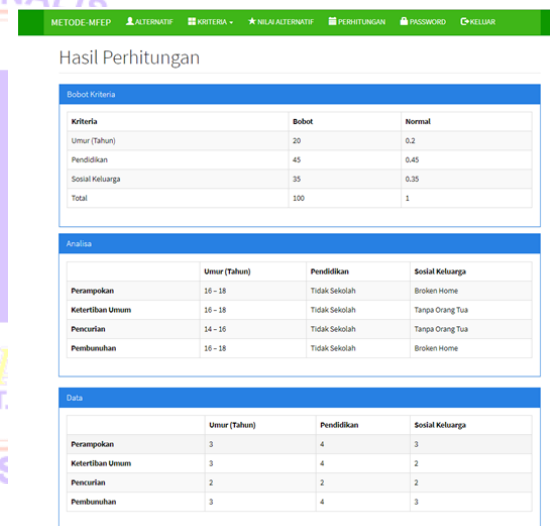 METODE-MFEP ALTERNATIF KRITERIA NILAI ALTERNATIF PERHITUNGAN PASSWORD KELUAR
Hasil Perhitungan
Bobot Kriteria
Kriteria Bobot Normal
Umur (Tahun) 20 0.2
Pendidikan 45 0.45
Sosial Keluarga 35 0.35
Total 100 1
Analisa
Umur (Tahun) Pendidikan Sosial Keluarga
Perampokan 16 – 18 Tidak Sekolah Broken Home
Ketertiban Umum 16 – 18 Tidak Sekolah Tanpa Orang Tua
Pencurian 14 – 16 Tidak Sekolah Tanpa Orang Tua
Pembunuhan 16 – 18 Tidak Sekolah Broken Home
Data
Umur (Tahun) Pendidikan Sosial Keluarga
Perampokan 3 4 3
Ketertiban Umum 3 4 2
Pencurian 2 2 2
Pembunuhan 3 4 3